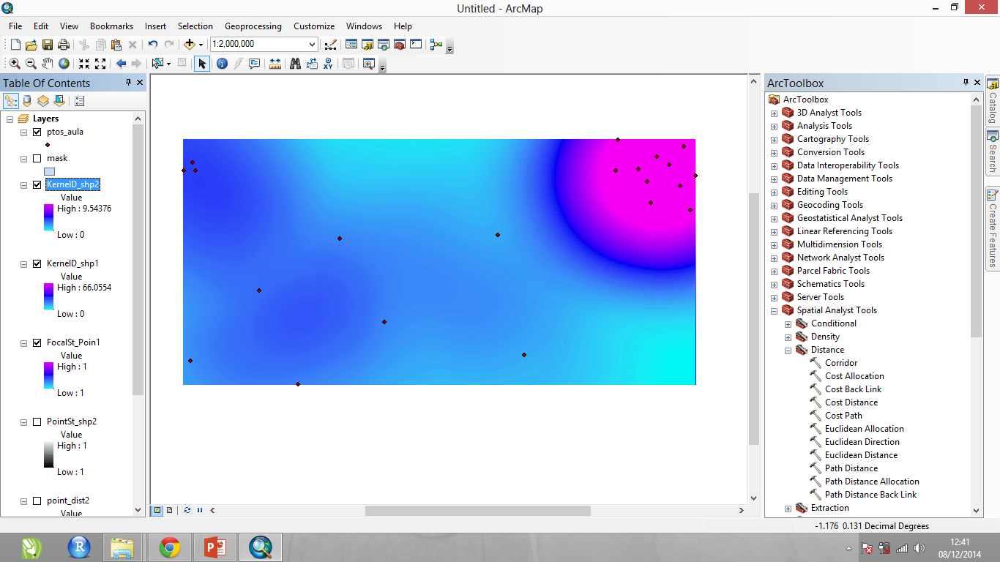 Untitled - ArcMap
File Edit View Bookmarks Insert Selection Geoprocessing Customize Windows Help
1:2,000,000
XY
Table Of Contents
Layers
ptos_aula
mask
KernelD_shp2
Value
High : 9.54376
Low : 0
KernelD_shp1
Value
High : 66.0554
Low : 0
FocalSt_Poin1
Value
High : 1
Low : 1
PointSt_shp2
Value
High : 1
Low : 1
point_dist2
Value
ArcToolbox
ArcToolbox
3D Analyst Tools
Analysis Tools
Cartography Tools
Conversion Tools
Data Interoperability Tools
Data Management Tools
Editing Tools
Geocoding Tools
Geostatistical Analyst Tools
Linear Referencing Tools
Multidimension Tools
Network Analyst Tools
Parcel Fabric Tools
Schematics Tools
Server Tools
Spatial Analyst Tools
Conditional
Density
Distance
Corridor
Cost Allocation
Cost Back Link
Cost Distance
Cost Path
Euclidean Allocation
Euclidean Direction
Euclidean Distance
Path Distance
Path Distance Allocation
Path Distance Back Link
Extraction
Catalog
Search
Create Features
-1.176 0.131 Decimal Degrees
R
P
12:41
08/12/2014